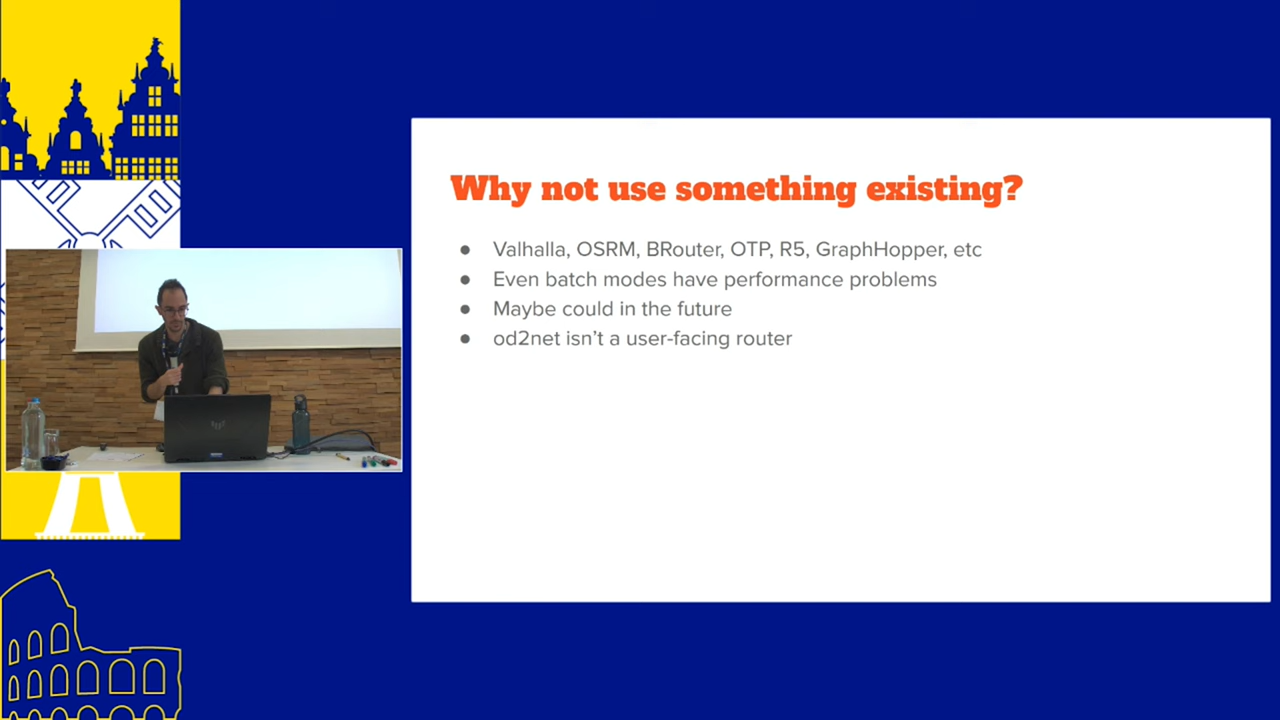 Why not use something existing?
● Valhalla, OSRM, BRouter, OTP, R5, GraphHopper, etc
● Even batch modes have performance problems
● Maybe could in the future
● od2net isn't a user-facing router